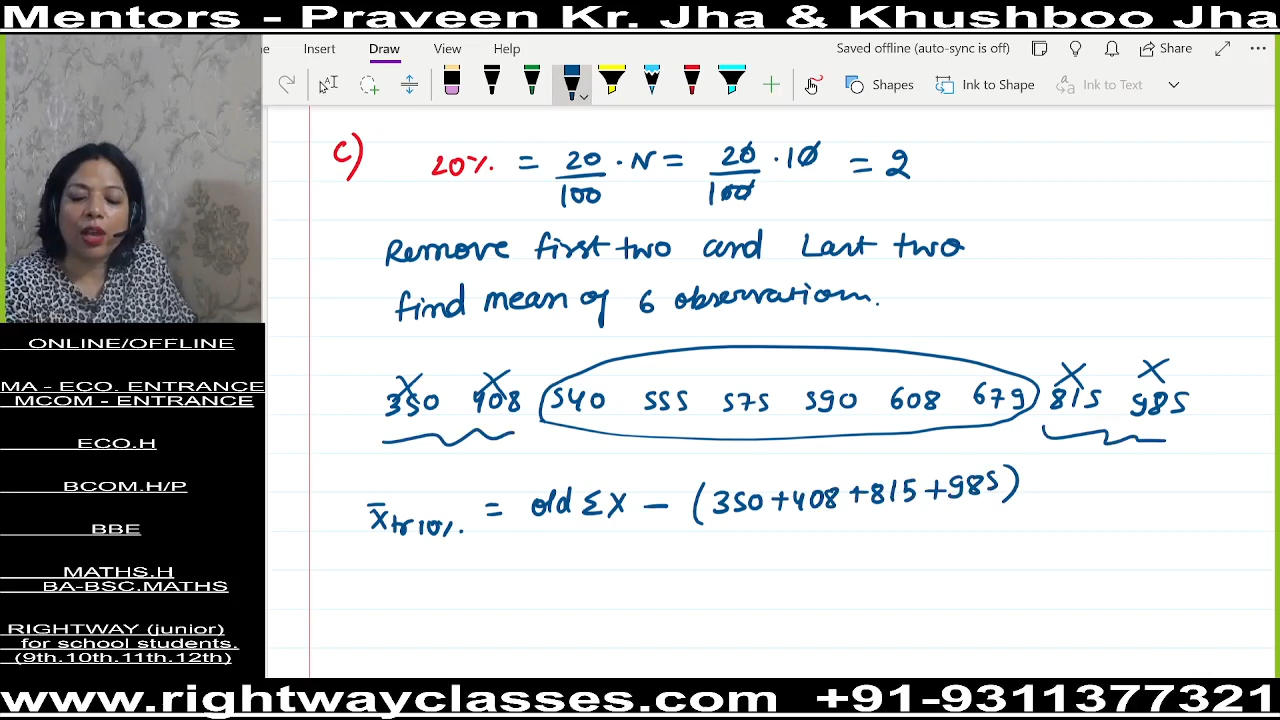 Mentors - Praveen Kr. Jha & Khushboo Jha
Insert Draw View Help Saved offline (auto-sync is off) Share
Shapes Ink to Shape Ink to Text
c) 20% = 20/100 · N = 20/100 · 10 = 2
Remove first two and Last two
find mean of 6 observations.
350 408 540 555 575 590 608 679 815 985
x̄tr10%. = old ΣX - (350+408+815+985)
ONLINE/OFFLINE
MA - ECO. ENTRANCE
MCOM - ENTRANCE
ECO.H
BCOM.H/P
BBE
MATHS.H
BA-BSC.MATHS
RIGHTWAY (junior)
for school students.
(9th.10th.11th.12th)
www.rightwayclasses.com +91-9311377321